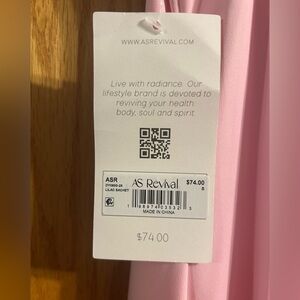 WWW.ASREVIVAL.COM
Live with radiance. Our
lifestyle brand is devoted to
reviving your health
body, soul and spirit.
ASR
LILAC SACHET
AS Revival
$74.00
S
MADE IN CHINA
$74.00